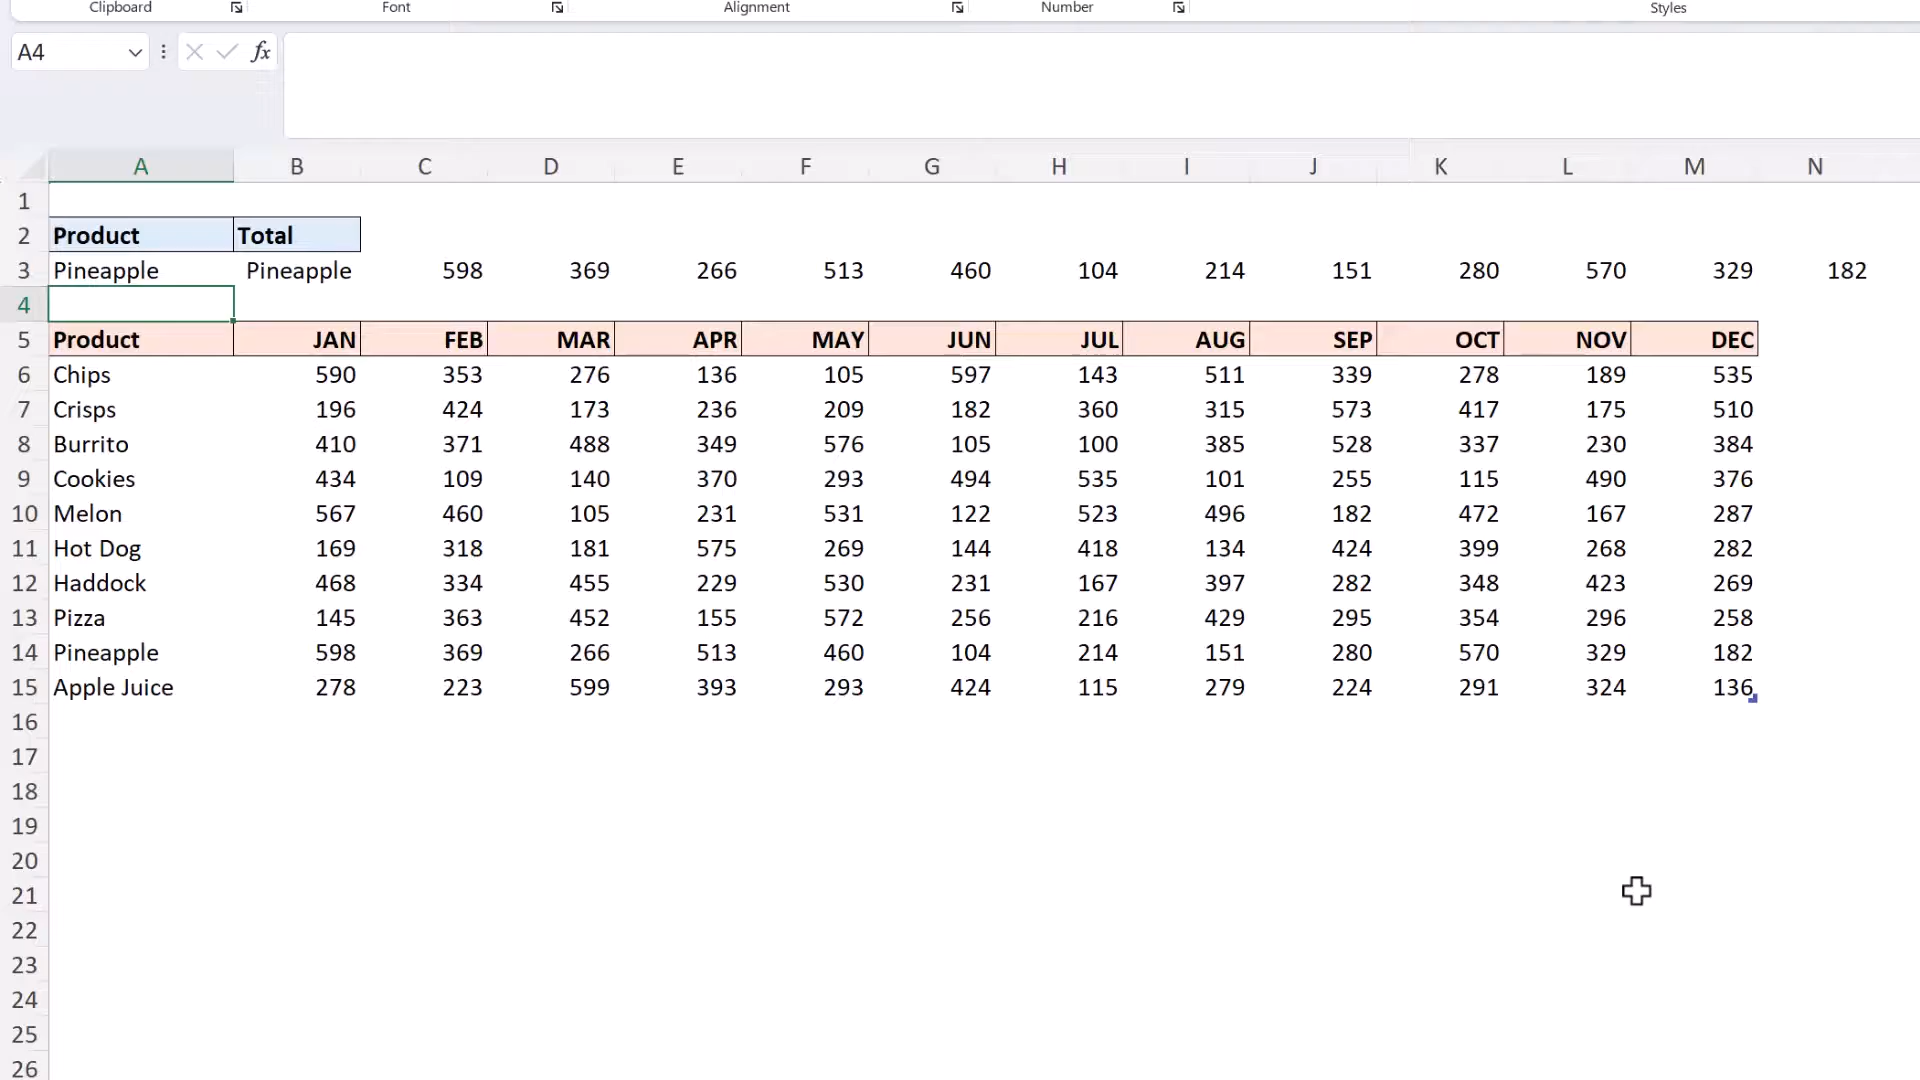 Clipboard Font Alignment Number Styles
A4 fx
A B C D E F G H I J K L M N
1
2 Product Total
3 Pineapple Pineapple 598 369 266 513 460 104 214 151 280 570 329 182
4
5 Product JAN FEB MAR APR MAY JUN JUL AUG SEP OCT NOV DEC
6 Chips 590 353 276 136 105 597 143 511 339 278 189 535
7 Crisps 196 424 173 236 209 182 360 315 573 417 175 510
8 Burrito 410 371 488 349 576 105 100 385 528 337 230 384
9 Cookies 434 109 140 370 293 494 535 101 255 115 490 376
10 Melon 567 460 105 231 531 122 523 496 182 472 167 287
11 Hot Dog 169 318 181 575 269 144 418 134 424 399 268 282
12 Haddock 468 334 455 229 530 231 167 397 282 348 423 269
13 Pizza 145 363 452 155 572 256 216 429 295 354 296 258
14 Pineapple 598 369 266 513 460 104 214 151 280 570 329 182
15 Apple Juice 278 223 599 393 293 424 115 279 224 291 324 136
16
17
18
19
20
21
22
23
24
25
26